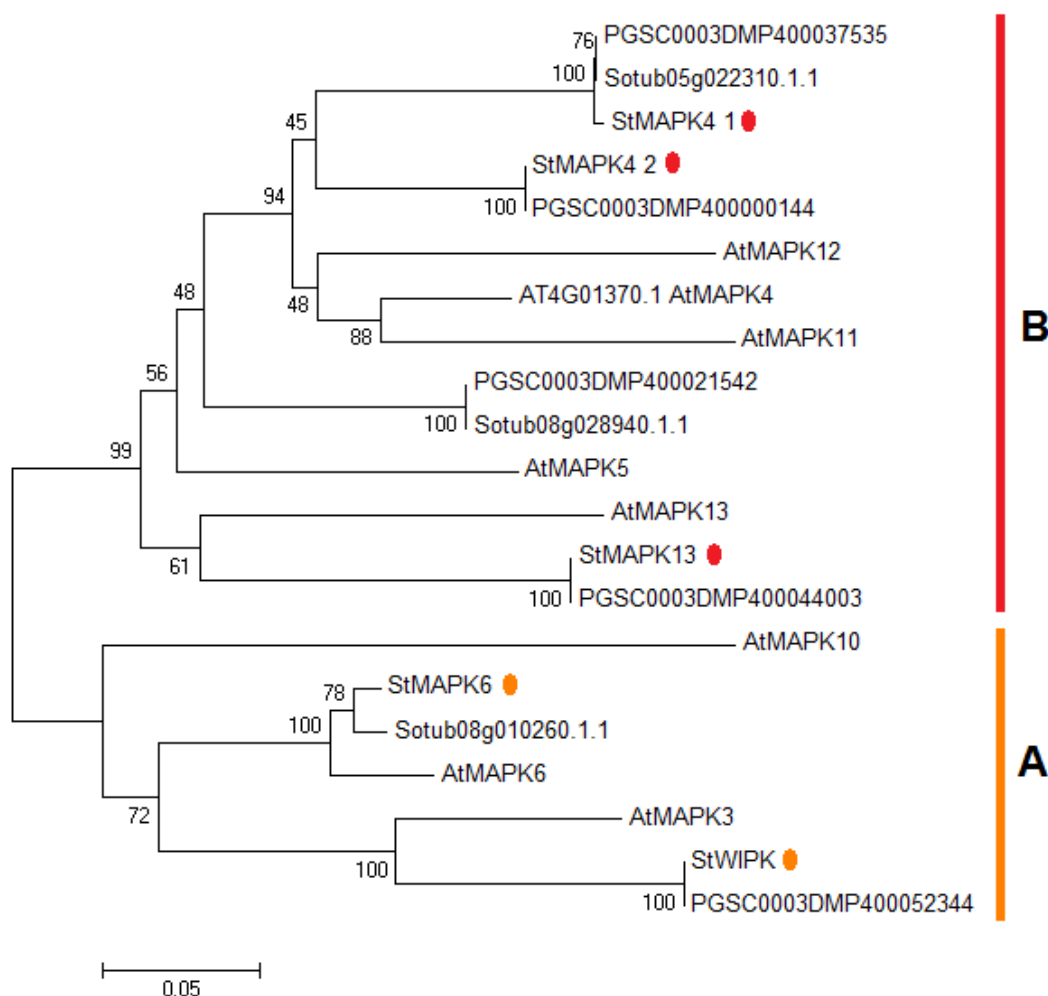 76
PGSC0003DMP400037535
100
Sotub05g022310.1.1
StMAPK4 1
45
StMAPK4 2
94
100
PGSC0003DMP400000144
AtMAPK12
48
48
AT4G01370.1 AtMAPK4
88
AtMAPK11
B
56
PGSC0003DMP400021542
100
Sotub08g028940.1.1
99
AtMAPK5
AtMAPK13
61
StMAPK13
100
PGSC0003DMP400044003
AtMAPK10
78
StMAPK6
100
Sotub08g010260.1.1
AtMAPK6
A
72
AtMAPK3
100
StWIPK
100
PGSC0003DMP400052344
0.05